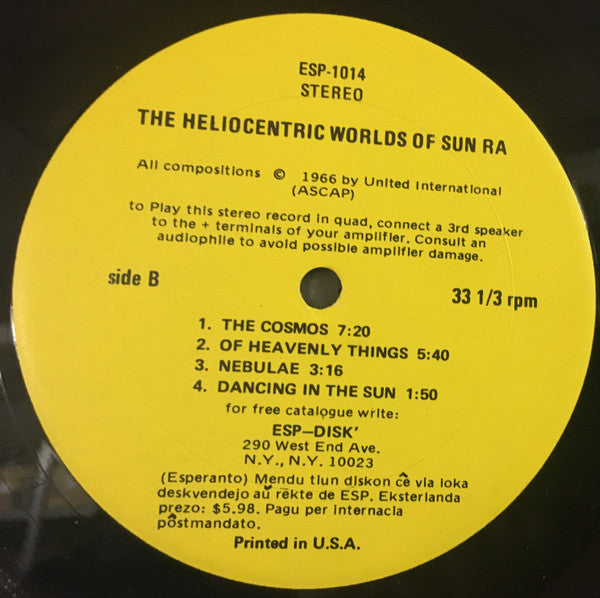 ESP-1014
STEREO
THE HELIOCENTRIC WORLDS OF SUN RA
All compositions © 1966 by United International
(ASCAP)
to Play this stereo record in quad, connect a 3rd speaker
to the + terminals of your amplifier. Consult an
audiophile to avoid possible amplifier damage.
side B
33 1/3 rpm
1. THE COSMOS 7:20
2. OF HEAVENLY THINGS 5:40
3. NEBULAE 3:16
4. DANCING IN THE SUN 1:50
for free catalogue write:
ESP-DISK'
290 West End Ave.
N.Y., N.Y. 10023
(Esperanto) Mendu tiun diskon ĉe via loka
deskvendejo aŭ rekte de ESP. Eksterlanda
prezo: $5.98. Pagu per Internacia
poŝtmandato.
Printed in U.S.A.